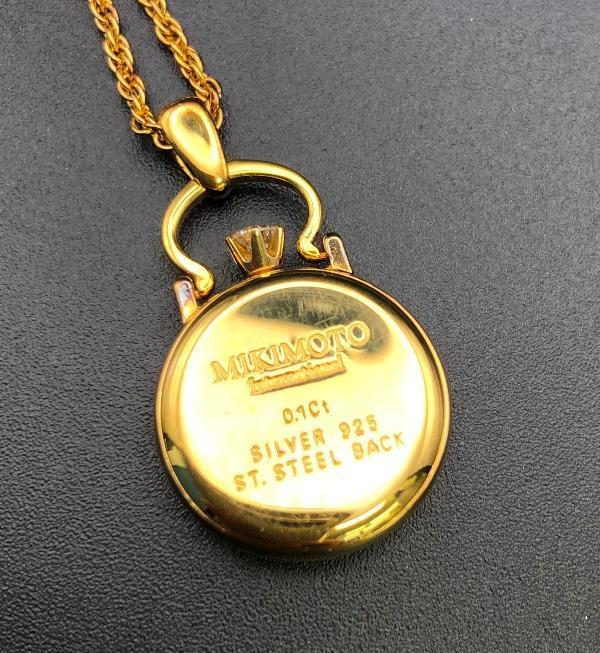 MIKIMOTO
International
0.1Ct
SILVER 925
ST. STEEL BACK